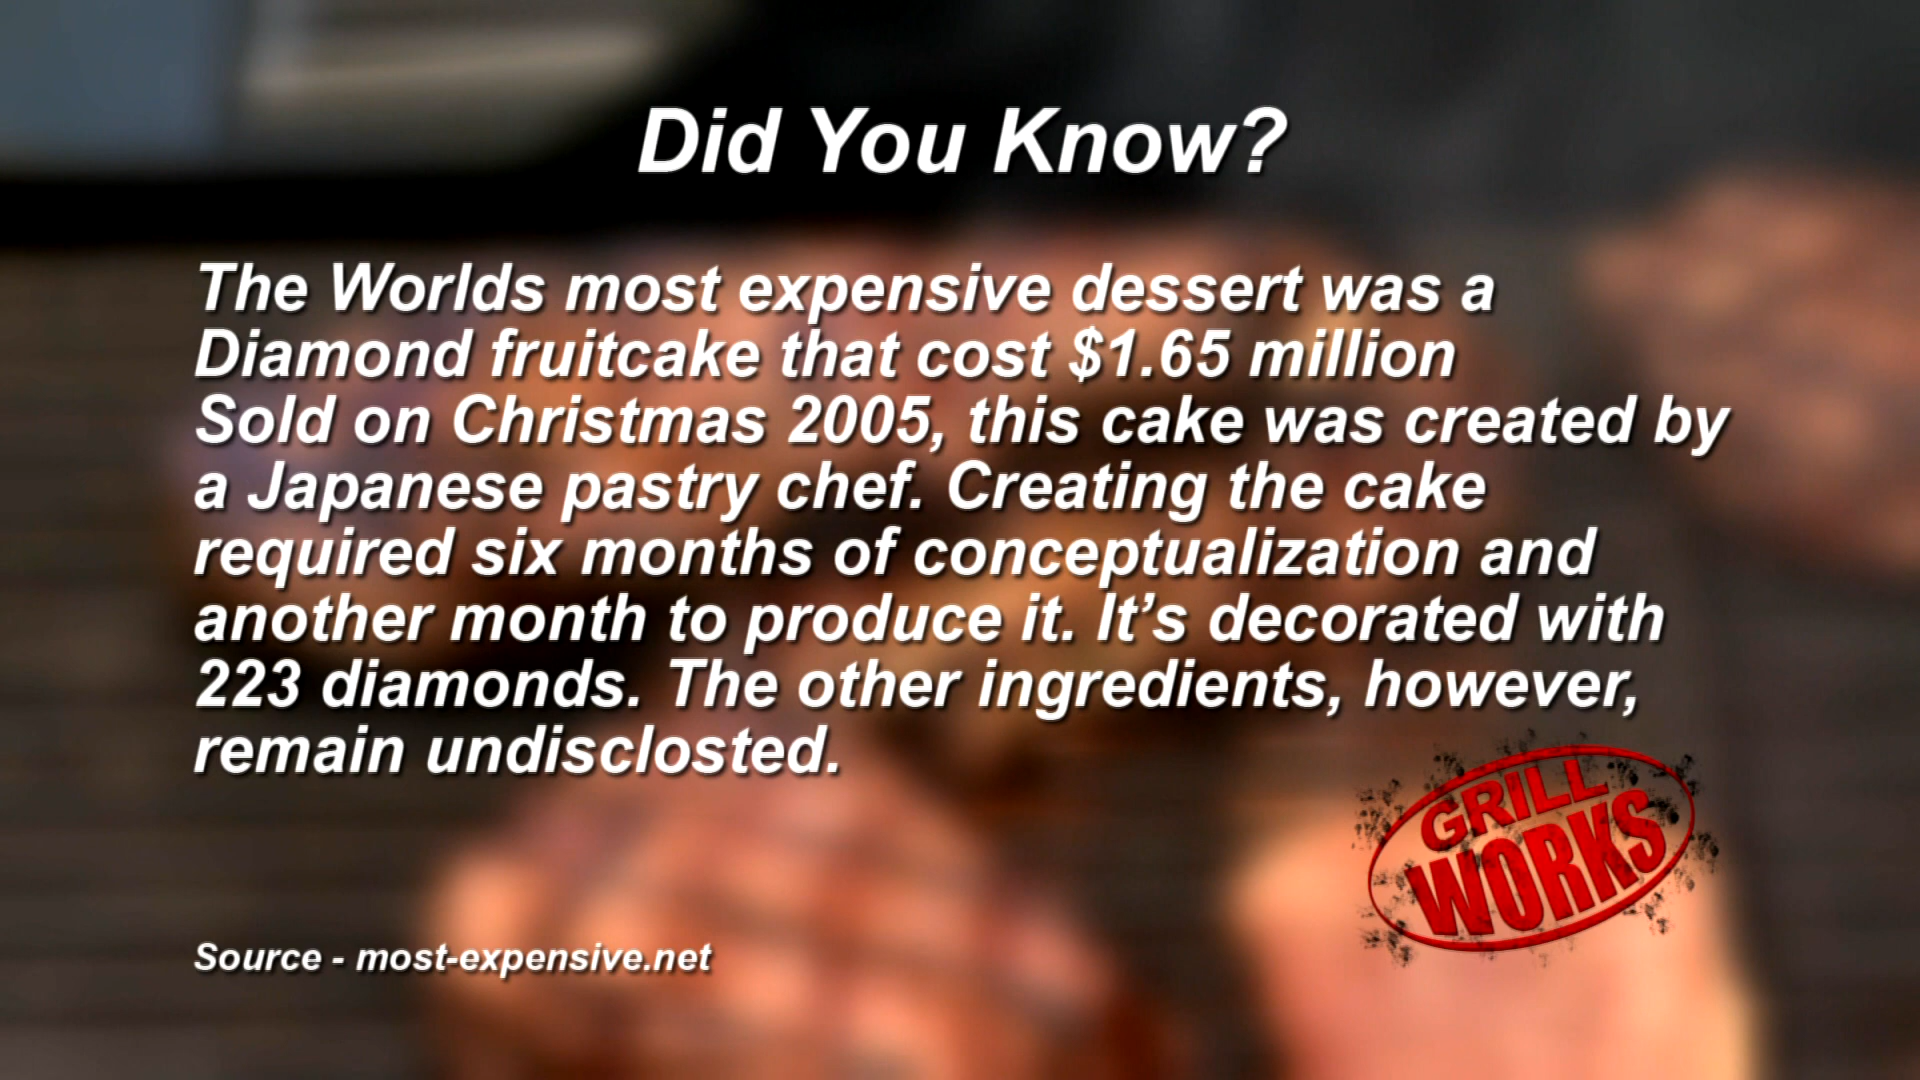 Did You Know?
The Worlds most expensive dessert was a
Diamond fruitcake that cost $1.65 million
Sold on Christmas 2005, this cake was created by
a Japanese pastry chef. Creating the cake
required six months of conceptualization and
another month to produce it. It’s decorated with
223 diamonds. The other ingredients, however,
remain undisclosted.
GRILL
WORKS
Source - most-expensive.net